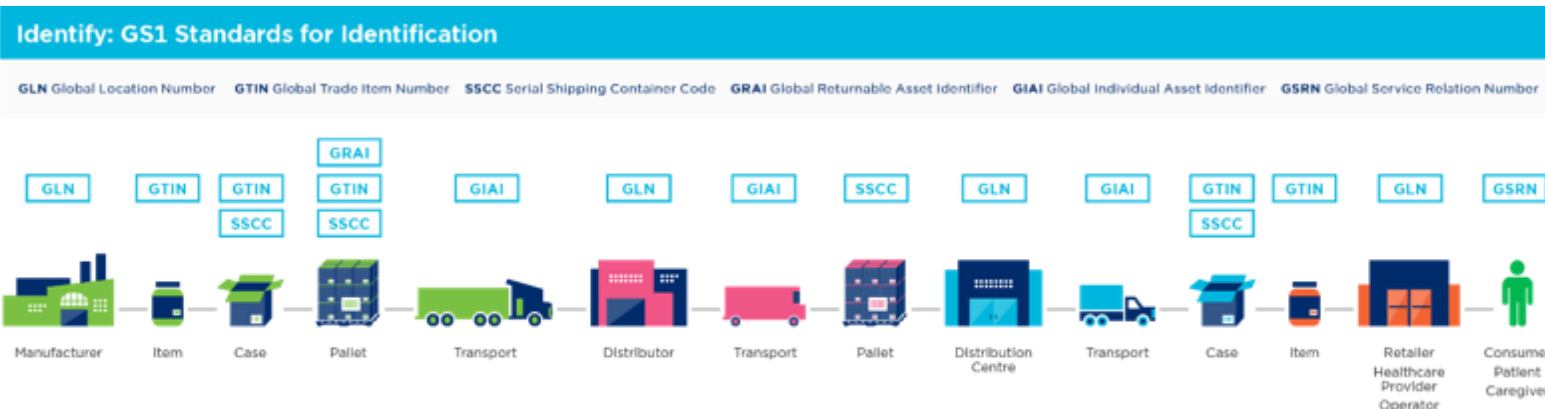 Identify: GS1 Standards for Identification
GLN Global Location Number GTIN Global Trade Item Number SSCC Serial Shipping Container Code GRAI Global Returnable Asset Identifier GIAI Global Individual Asset Identifier GSRN Global Service Relation Number
GRAI
GLN GTIN GTIN GTIN GIAI GLN GIAI SSCC GLN GIAI GTIN GTIN GLN GSRN
SSCC SSCC SSCC
Manufacturer Item Case Pallet Transport Distributor Transport Pallet Distribution Transport Case Item Retailer Consume
Centre Healthcare Patient
Provider Caregive
Operator